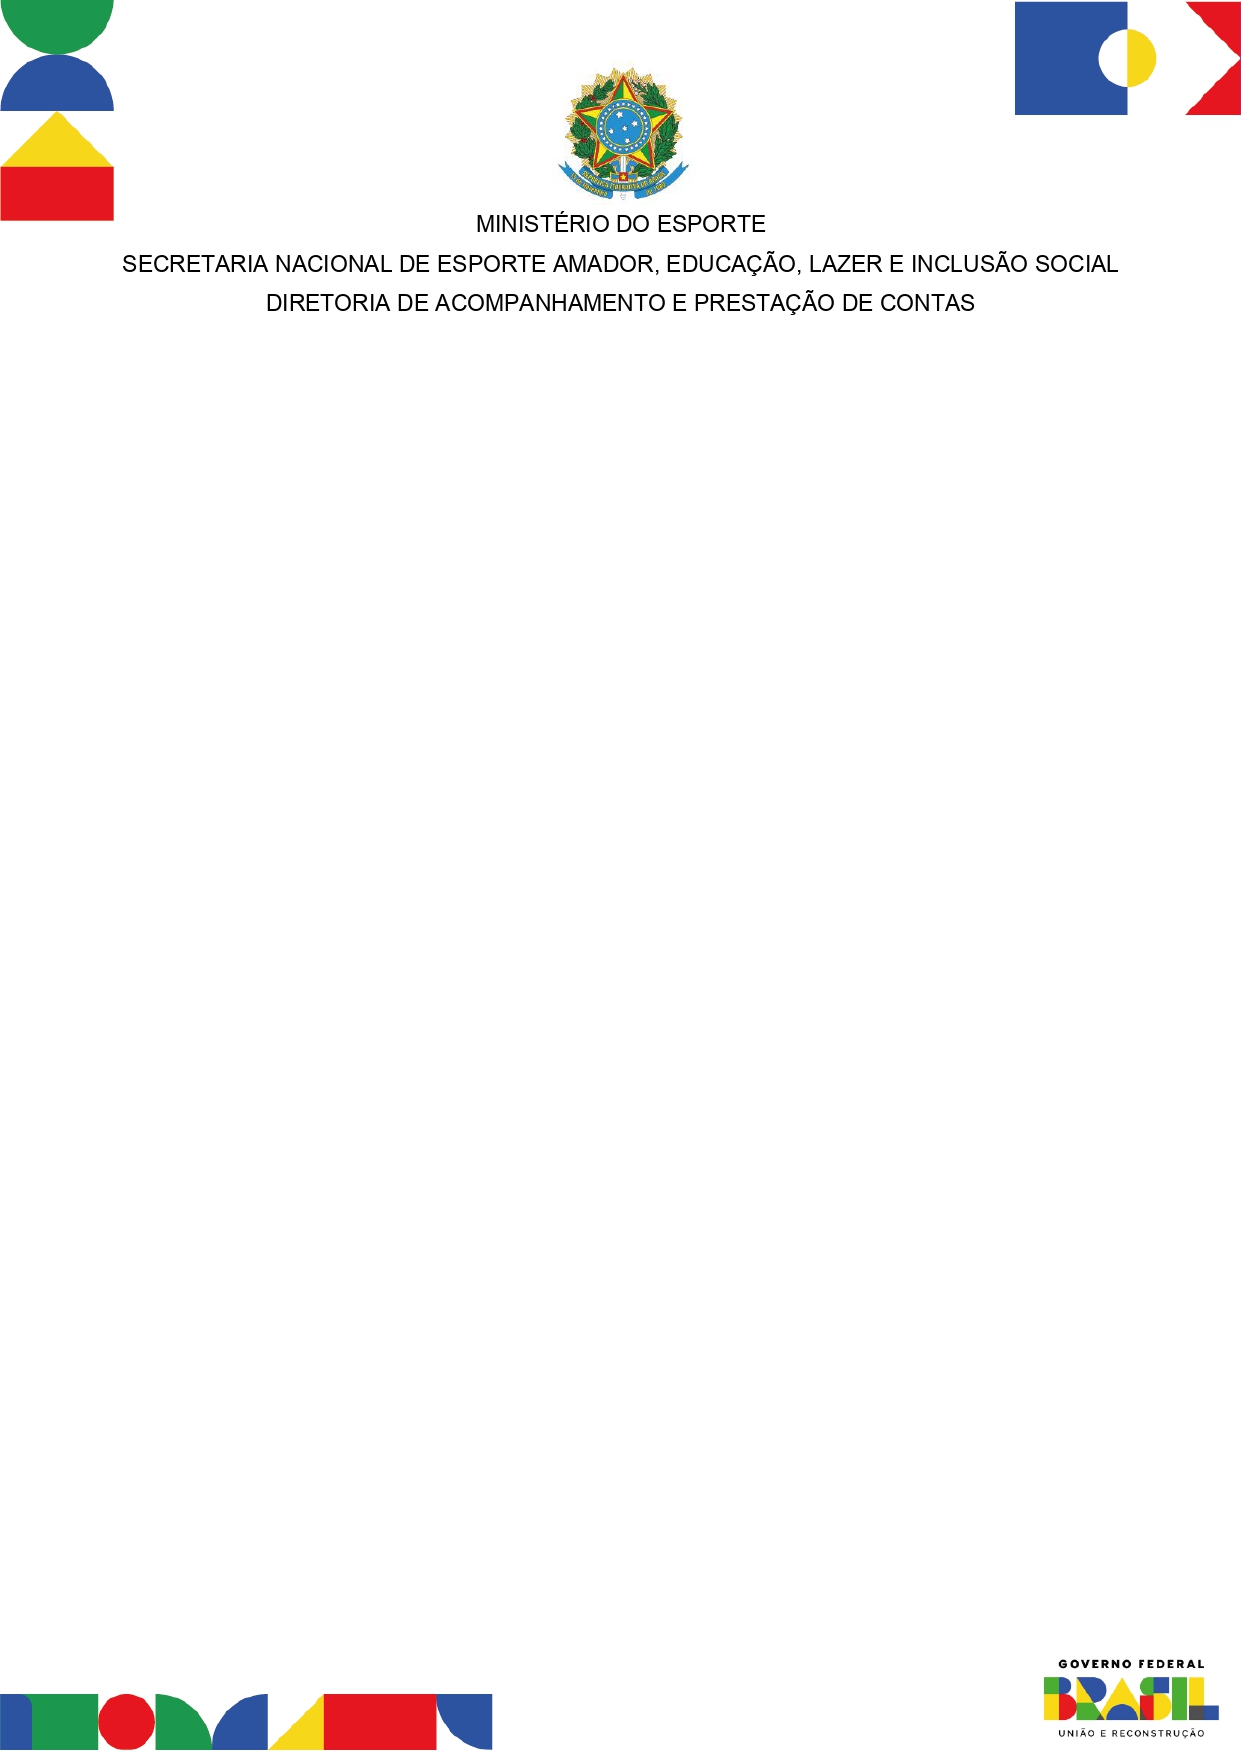 MINISTÉRIO DO ESPORTE
SECRETARIA NACIONAL DE ESPORTE AMADOR, EDUCAÇÃO, LAZER E INCLUSÃO SOCIAL
DIRETORIA DE ACOMPANHAMENTO E PRESTAÇÃO DE CONTAS
GOVERNO FEDERAL
BRASIL
UNIÃO E RECONSTRUÇÃO